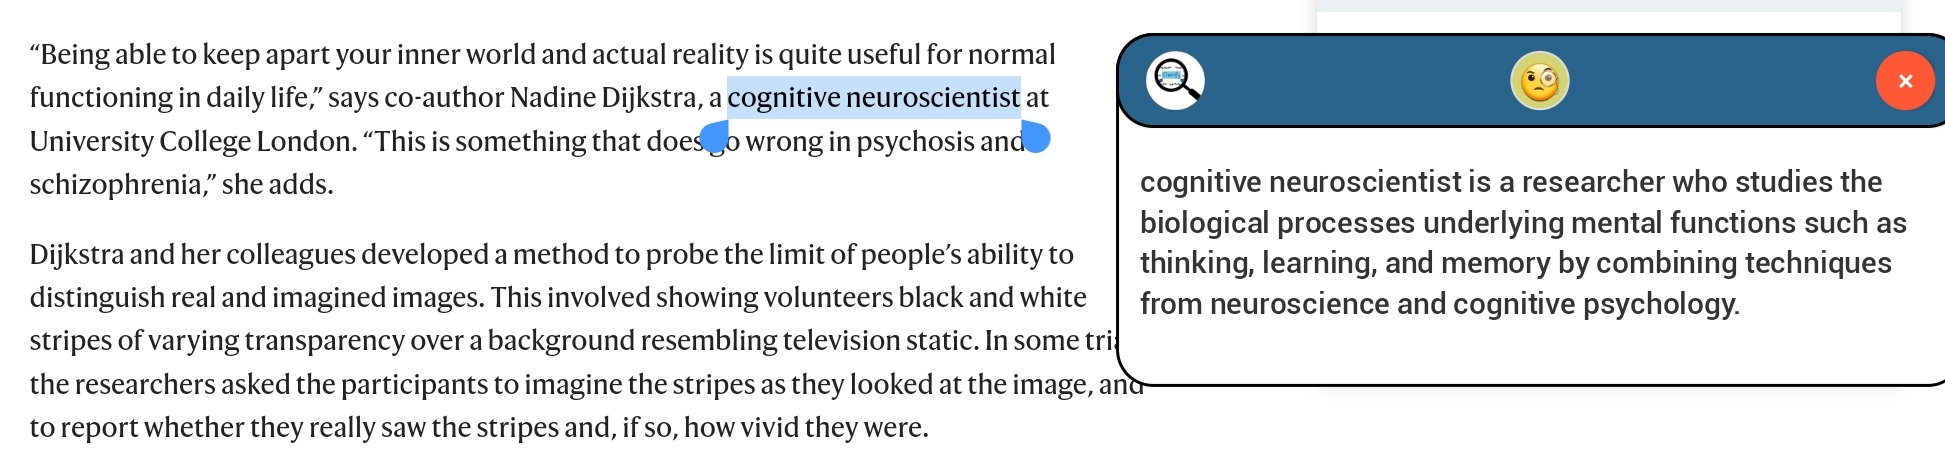 “Being able to keep apart your inner world and actual reality is quite useful for normal
functioning in daily life,” says co-author Nadine Dijkstra, a cognitive neuroscientist at
University College London. “This is something that does go wrong in psychosis and
schizophrenia,” she adds.
Dijkstra and her colleagues developed a method to probe the limit of people’s ability to
distinguish real and imagined images. This involved showing volunteers black and white
stripes of varying transparency over a background resembling television static. In some
the researchers asked the participants to imagine the stripes as they looked at the image, and
to report whether they really saw the stripes and, if so, how vivid they were.
cognitive neuroscientist is a researcher who studies the
biological processes underlying mental functions such as
thinking, learning, and memory by combining techniques
from neuroscience and cognitive psychology.